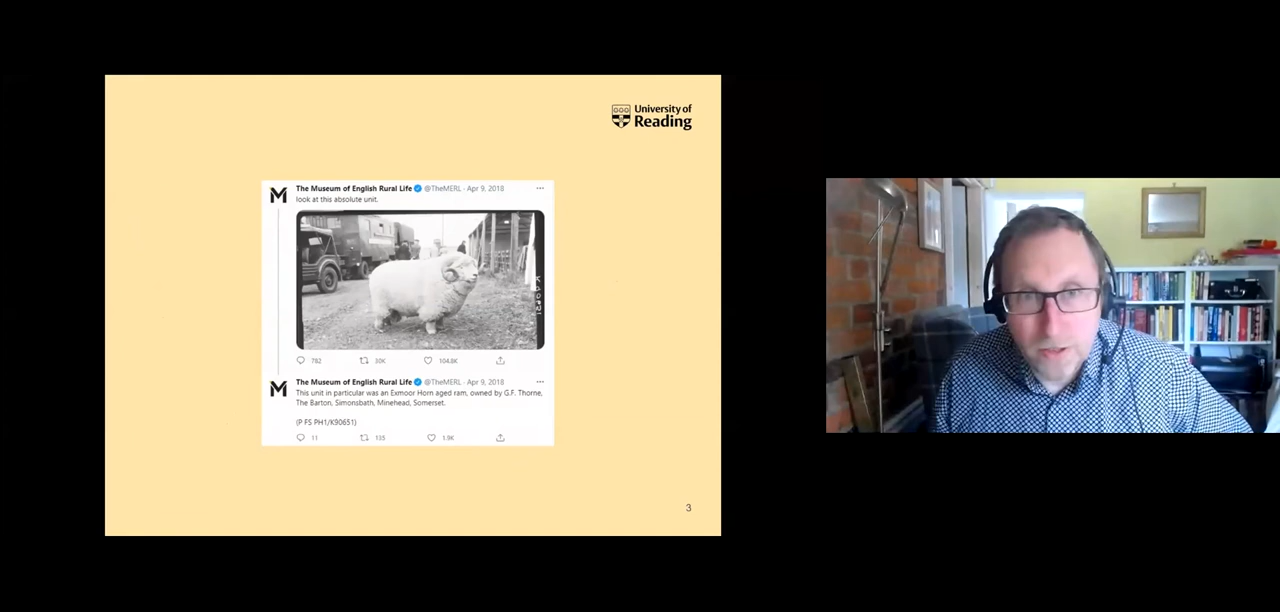 University of
Reading
The Museum of English Rural Life @TheMERL · Apr 9, 2018
look at this absolute unit.
782 30K 104.8K
The Museum of English Rural Life @TheMERL · Apr 9, 2018
This unit in particular was an Exmoor Horn aged ram, owned by G.F. Thorne,
The Barton, Simonsbath, Minehead, Somerset.
(P FS PH1/K90651)
11 135 1.9K
3